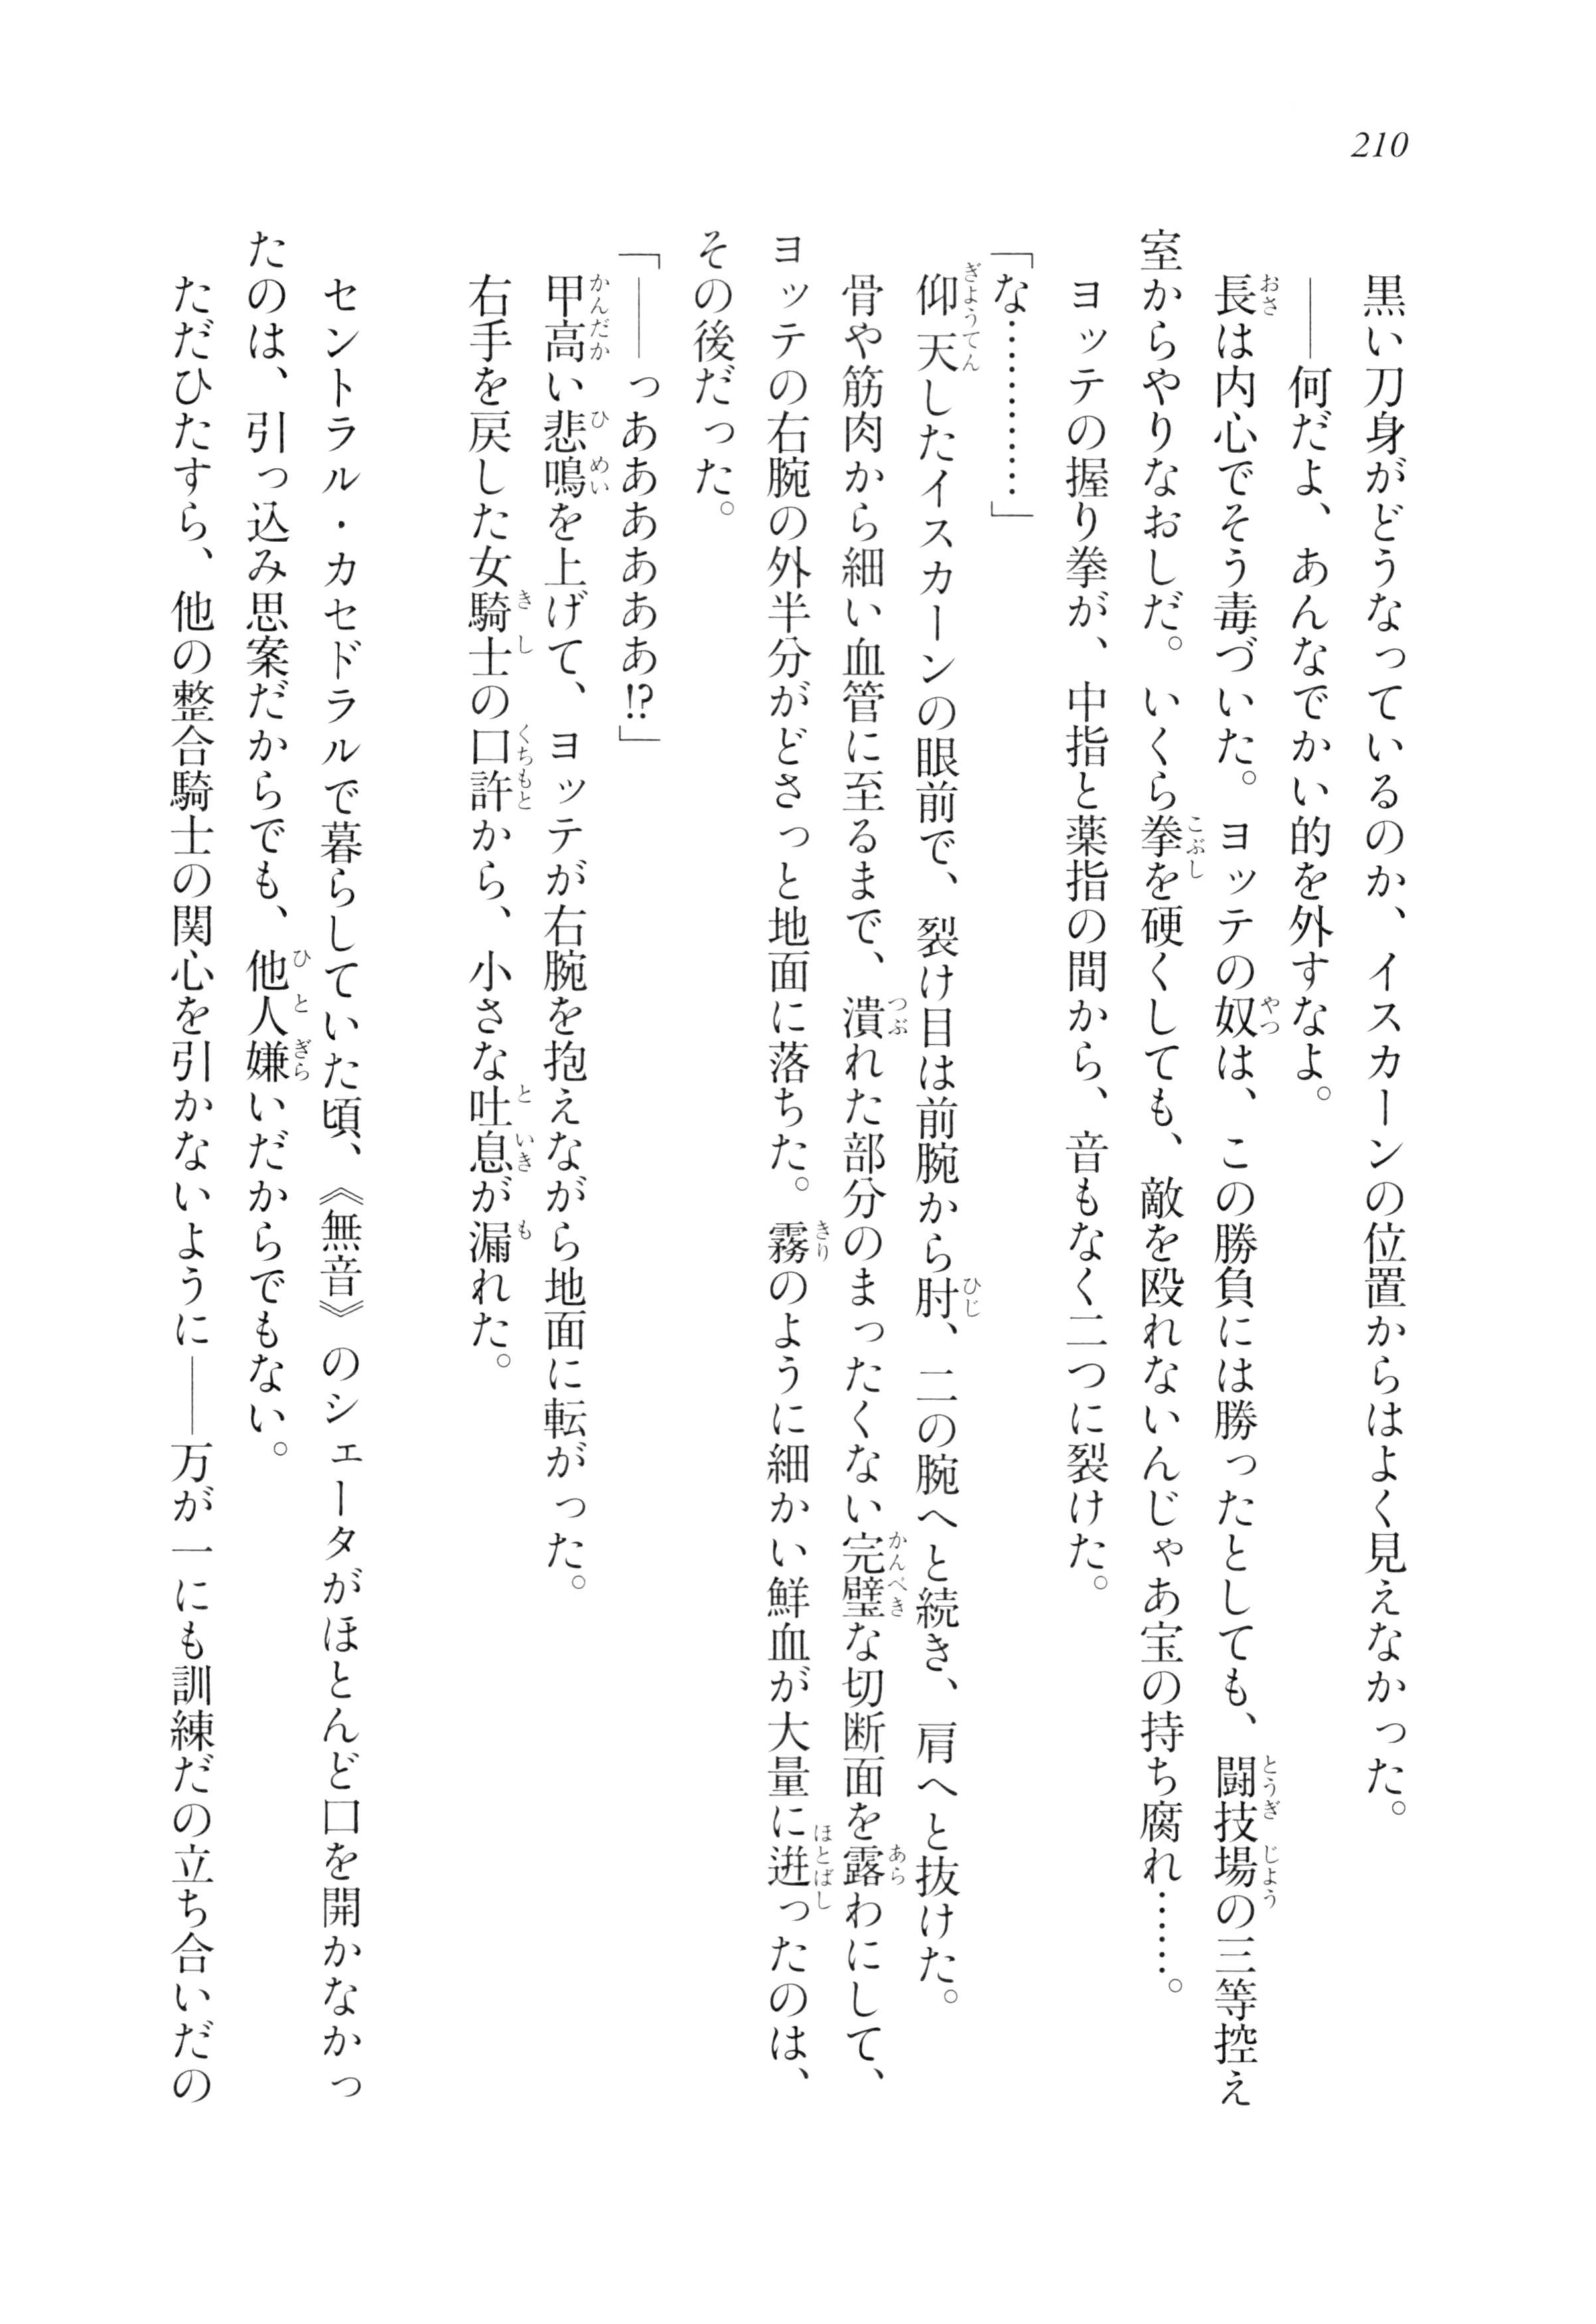 210
黒い刀身がどうなっているのか、イスカーンの位置からはよく見えなかった。
――何だよ、あんなでかい的を外すなよ。
長は内心でそう毒づいた。ヨッテの奴は、この勝負には勝ったとしても、闘技場の三等控え
室からやりなおしだ。いくら拳を硬くしても、敵を殴れないんじゃあ宝の持ち腐れ……。
ヨッテの握り拳が、中指と薬指の間から、音もなく二つに裂けた。
「な…………」
仰天したイスカーンの眼前で、裂け目は前腕から肘、二の腕へと続き、肩へと抜けた。
骨や筋肉から細い血管に至るまで、潰れた部分のまったくない完璧な切断面を露わにして、
ヨッテの右腕の外半分がどさっと地面に落ちた。霧のように細かい鮮血が大量に迸ったのは、
その後だった。
「――っあああああああ!?」
甲高い悲鳴を上げて、ヨッテが右腕を抱えながら地面に転がった。
右手を戻した女騎士の口許から、小さな吐息が漏れた。
セントラル・カセドラルで暮らしていた頃、《無音》のシェータがほとんど口を開かなかっ
たのは、引っ込み思案だからでも、他人嫌いだからでもない。
ただひたすら、他の整合騎士の関心を引かないように――万が一にも訓練だの立ち合いだの